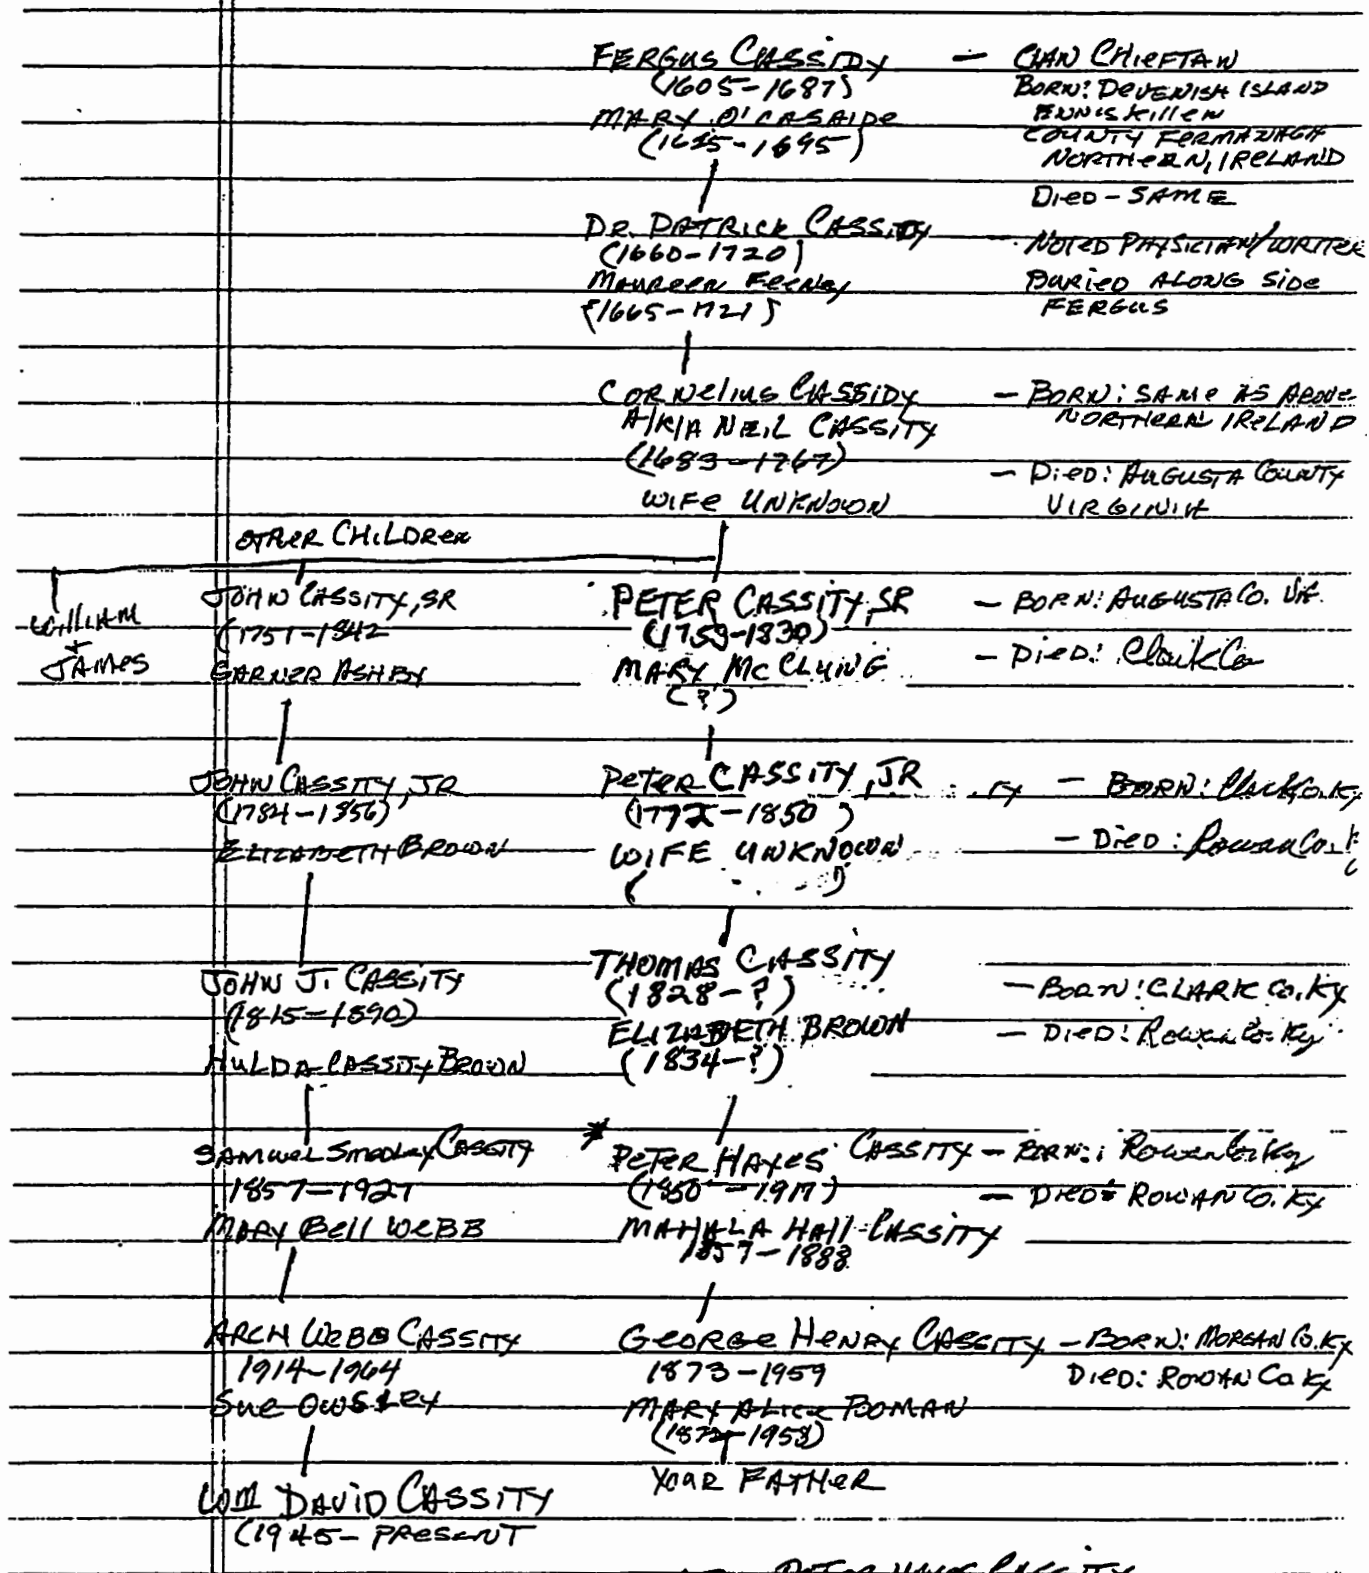 FERGUS CASSIDY — CLAN CHIEFTAN
(1605-1687)
BORN: DEVENISH ISLAND
ENNISKILLEN
MARY O'CASAIDE
COUNTY FERMANAGH
(1625-1695)
NORTHERN, IRELAND
DIED - SAME
DR. PATRICK CASSIDY — NOTED PHYSICIAN/WRITER
(1660-1720)
MAUREEN FEENEY
BURIED ALONG SIDE
(1665-1721)
FERGUS
CORNELIUS CASSIDY — BORN: SAME AS ABOVE
A/K/A NEIL CASSITY
NORTHERN IRELAND
(1683-1767)
— DIED: AUGUSTA COUNTY
WIFE UNKNOWN
VIRGINIA
OTHER CHILDREN
WILLIAM
+
JAMES
JOHN CASSITY, SR
(1751-1842
GARNER ASHBY
PETER CASSITY, SR — BORN: AUGUSTA CO. VA.
(1753-1830)
MARY McCLUNG — DIED: Clark Co
(?)
JOHN CASSITY, JR
(1784-1856)
ELIZABETH BROWN
PETER CASSITY, JR KY — BORN: Clark Co. KY
(1772-1850)
WIFE UNKNOWN — DIED: Rowan Co. K
JOHN J. CASSITY
(1815-1890)
HULDA CASSITY BROWN
THOMAS CASSITY
(1828-?)
— BORN: CLARK CO. KY
ELIZABETH BROWN — DIED: Rowan Co. Ky
(1834-?)
SAMUEL SMEDLEY CASSITY
1857-1927
MARY BELL WEBB
* PETER HAYES CASSITY — BORN: Rowan Co. Ky
(1850-1917) — DIED: ROWAN CO. KY
MAHALA HALL-CASSITY
1857-1888
ARCH WEBB CASSITY
1914-1964
SUE OWSLEY
GEORGE HENRY CASSITY — BORN: MORGAN CO. KY
1873-1959
DIED: ROWAN CO KY
MARY ALICE BOMAN
(1872-1953)
YOUR FATHER
WM DAVID CASSITY
(1945-PRESENT
PETER HAYES CASSITY